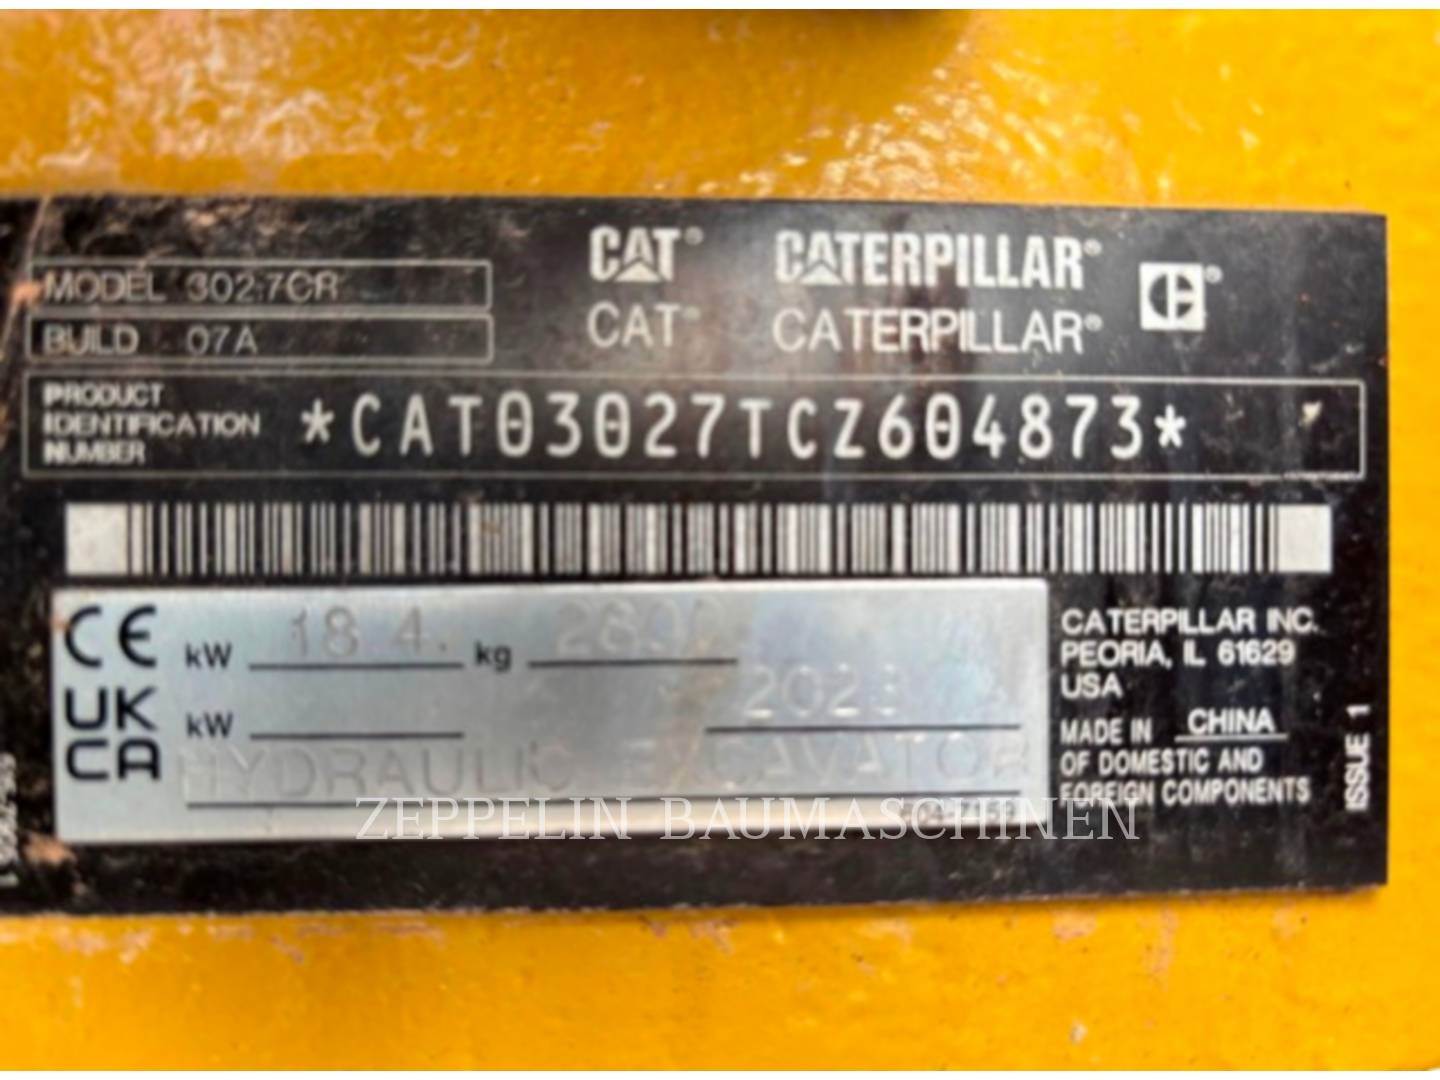 MODEL 302.7CR
BUILD 07A
CAT® CATERPILLAR® ®
CAT® CATERPILLAR®
PRODUCT
IDENTIFICATION
NUMBER
*CAT03027TCZ604873*
CE
kW 18.4. kg
UK
CA
kW 2023
HYDRAULIC EXCAVATOR
CATERPILLAR INC.
PEORIA, IL 61629
USA
MADE IN CHINA
OF DOMESTIC AND
FOREIGN COMPONENTS
ISSUE 1
ZEPPELIN BAUMASCHINEN